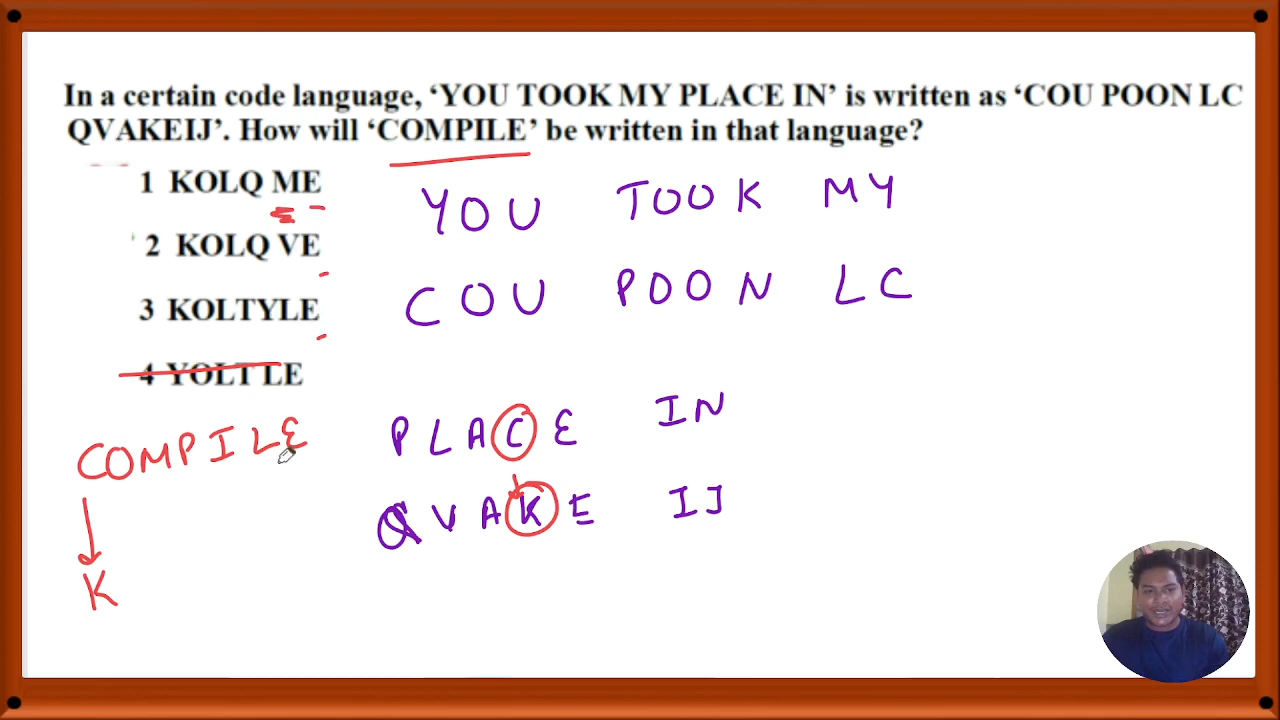 In a certain code language, ‘YOU TOOK MY PLACE IN’ is written as ‘COU POON LC
QVAKEIJ’. How will ‘COMPILE’ be written in that language?
1 KOLQ ME
2 KOLQ VE
3 KOLTYLE
4 YOLT LE
YOU TOOK MY
COU POON LC
PLACE IN
QVAKE IJ
COMPILE
K